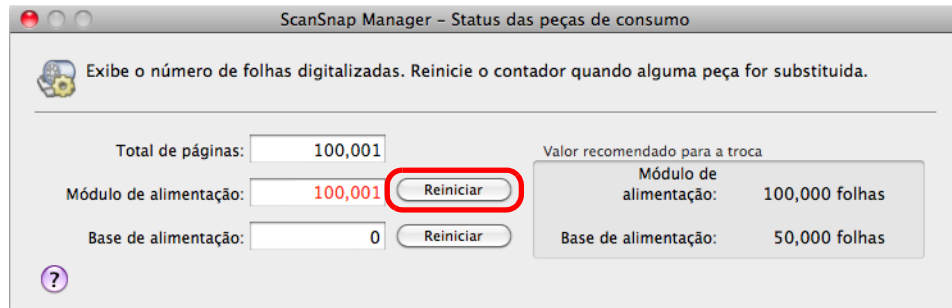 ScanSnap Manager – Status das peças de consumo
Exibe o número de folhas digitalizadas. Reinicie o contador quando alguma peça for substituida.
Total de páginas: 100,001
Valor recomendado para a troca
Módulo de alimentação: 100,001 Reiniciar
Módulo de
alimentação: 100,000 folhas
Base de alimentação: 0 Reiniciar
Base de alimentação: 50,000 folhas
?